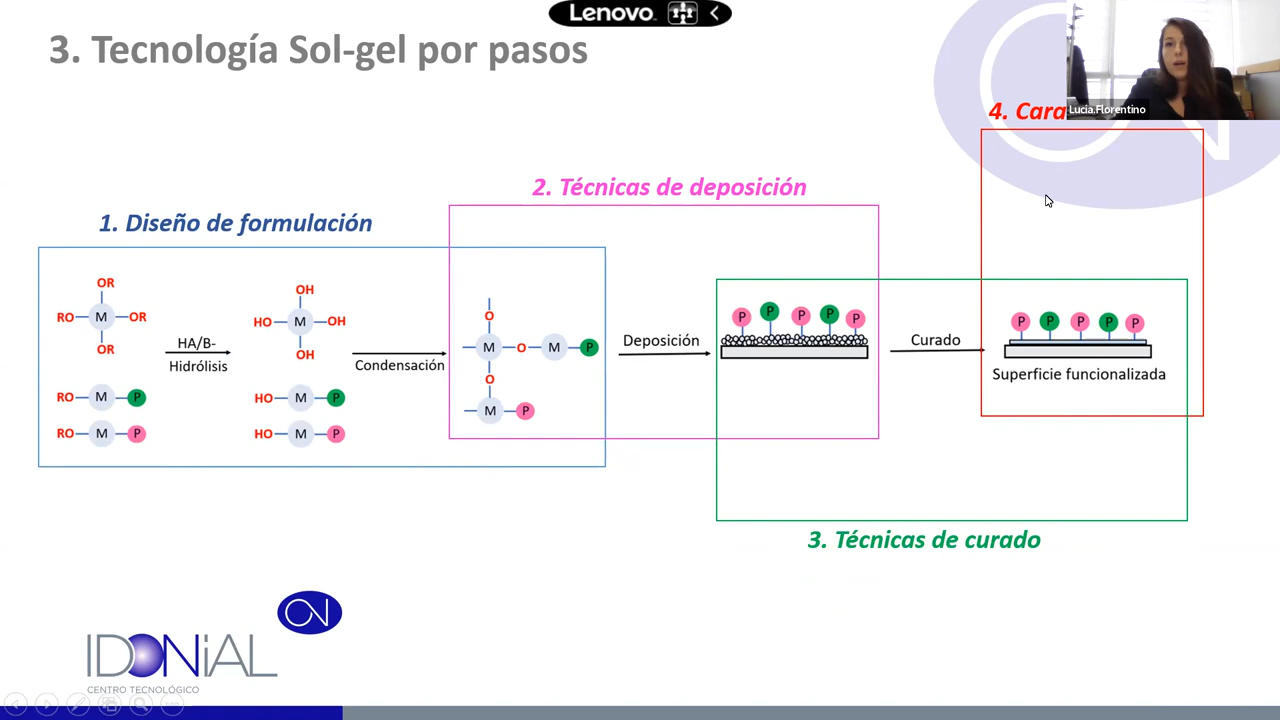 Lenovo
3. Tecnología Sol-gel por pasos
Lucía.Florentino
4. Cara
2. Técnicas de deposición
1. Diseño de formulación
OR
RO M OR
OR
RO M P
RO M P
HA/B-
Hidrólisis
OH
HO M OH
OH
HO M P
HO M P
Condensación
O
M O M P
O
M P
Deposición
P P P P P
Curado
P P P P P
Superficie funcionalizada
3. Técnicas de curado
IDONIAL
CENTRO TECNOLÓGICO